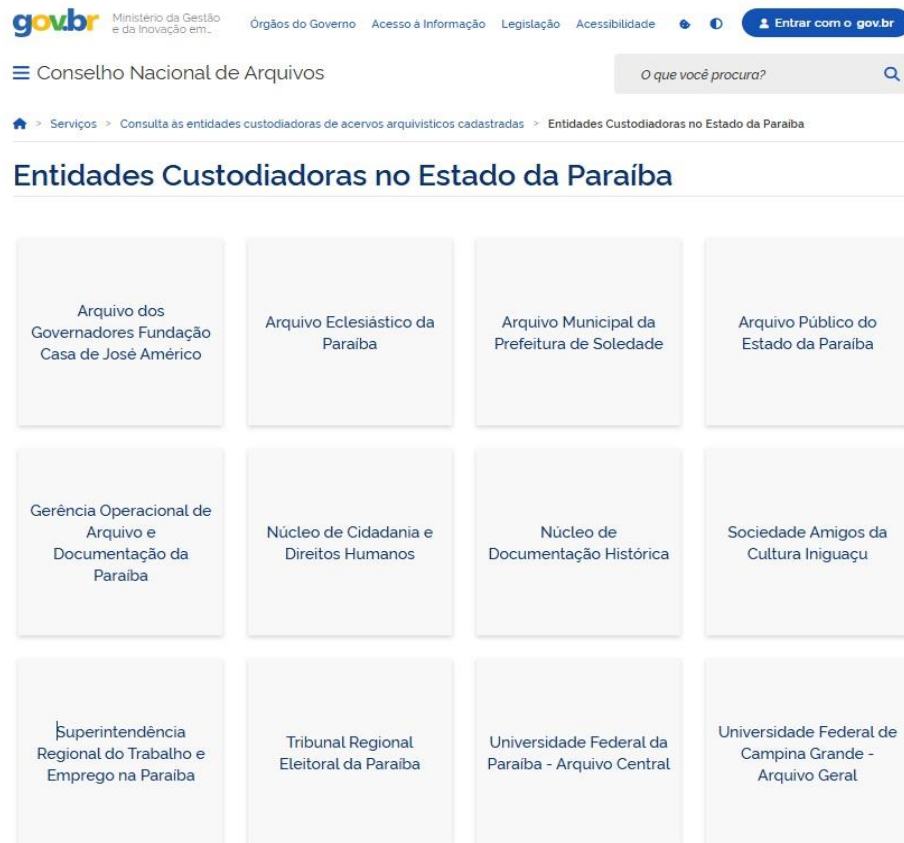 gov.br
Ministério da Gestão
e da Inovação em...
Órgãos do Governo Acesso à Informação Legislação Acessibilidade
Entrar com o gov.br
Conselho Nacional de Arquivos
O que você procura?
> Serviços > Consulta às entidades custodiadoras de acervos arquivísticos cadastradas > Entidades Custodiadoras no Estado da Paraíba
Entidades Custodiadoras no Estado da Paraíba
Arquivo dos
Governadores Fundação
Casa de José Américo
Arquivo Eclesiástico da
Paraíba
Arquivo Municipal da
Prefeitura de Soledade
Arquivo Público do
Estado da Paraíba
Gerência Operacional de
Arquivo e
Documentação da
Paraíba
Núcleo de Cidadania e
Direitos Humanos
Núcleo de
Documentação Histórica
Sociedade Amigos da
Cultura Iniguaçu
Superintendência
Regional do Trabalho e
Emprego na Paraíba
Tribunal Regional
Eleitoral da Paraíba
Universidade Federal da
Paraíba - Arquivo Central
Universidade Federal de
Campina Grande -
Arquivo Geral